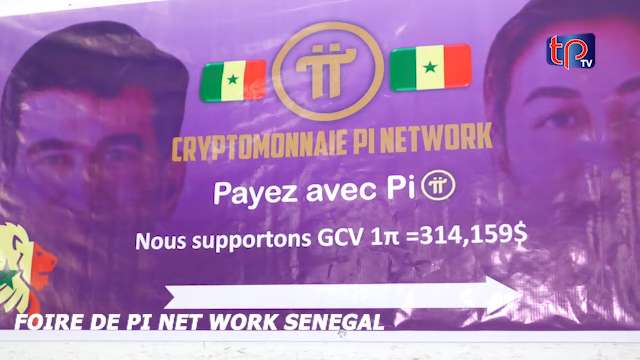 tp TV
CRYPTOMONNAIE PI NETWORK
Payez avec Pi
Nous supportons GCV 1π =314,159$
FOIRE DE PI NET WORK SENEGAL